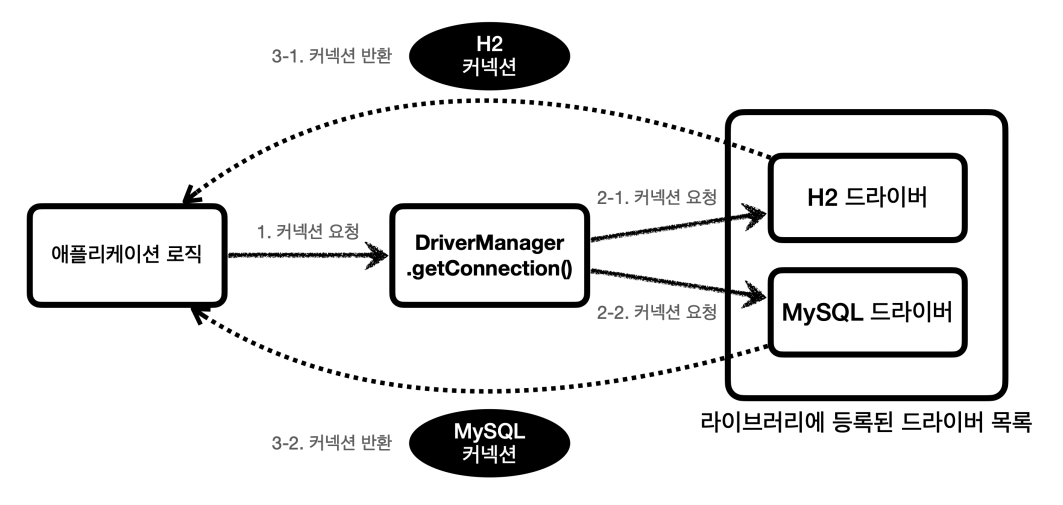 H2
커넥션
3-1. 커넥션 반환
H2 드라이버
2-1. 커넥션 요청
1. 커넥션 요청
애플리케이션 로직
DriverManager
.getConnection()
MySQL 드라이버
2-2. 커넥션 요청
라이브러리에 등록된 드라이버 목록
MySQL
커넥션
3-2. 커넥션 반환